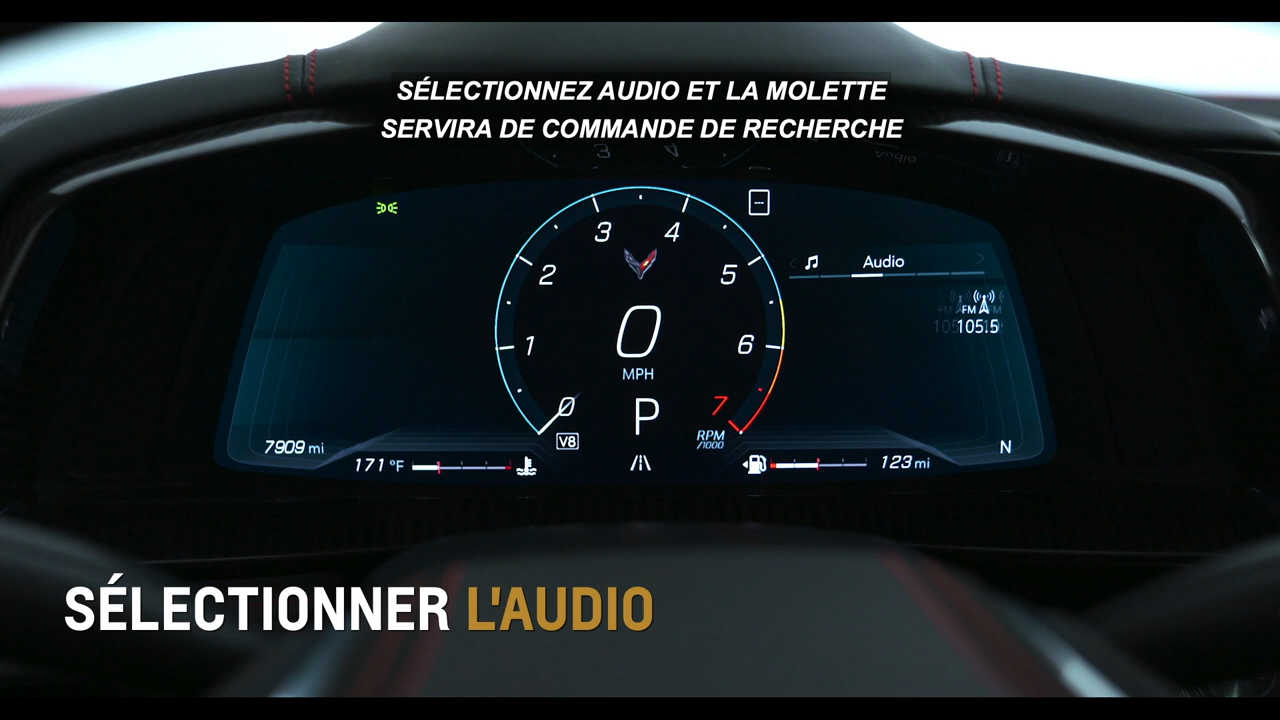 SÉLECTIONNEZ AUDIO ET LA MOLETTE
SERVIRA DE COMMANDE DE RECHERCHE
3 4
2 5
1 6
0 7
0
MPH
P
V8
RPM
/1000
Audio
FM
105.5
7909 mi
171 °F
123 mi
N
SÉLECTIONNER L'AUDIO